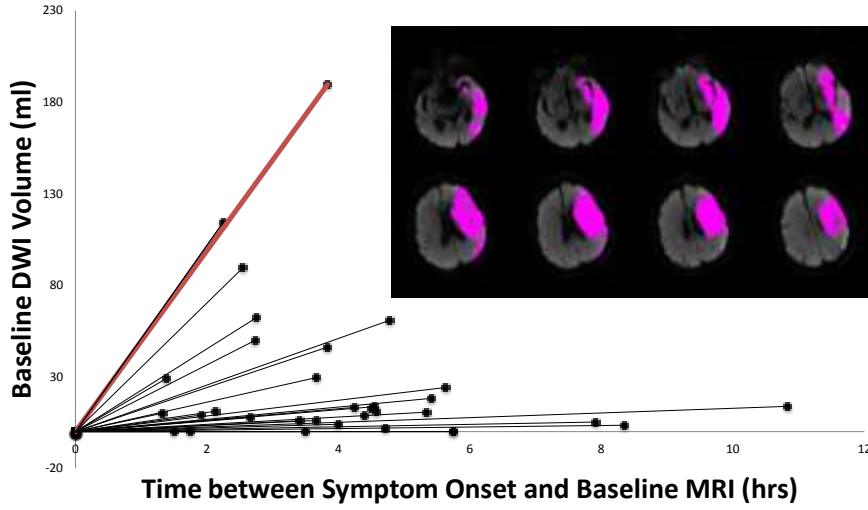 230
180
130
80
30
-20
Baseline DWI Volume (ml)
0 2 4 6 8 10 12
Time between Symptom Onset and Baseline MRI (hrs)